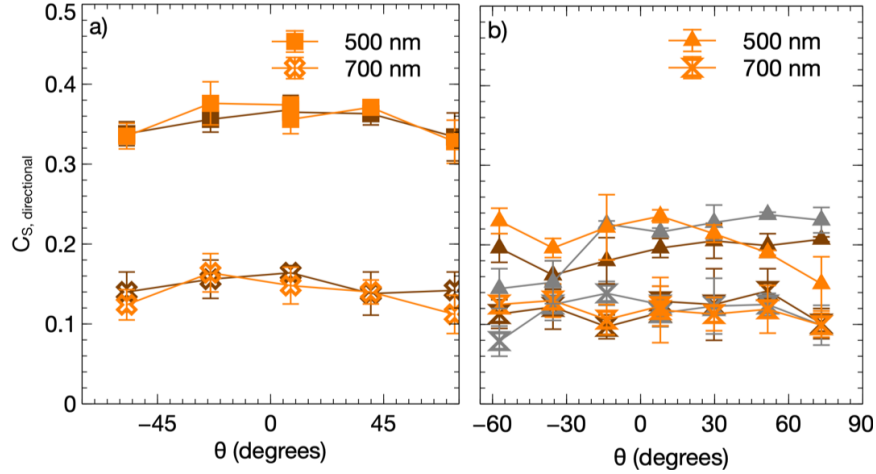 a)
500 nm
700 nm
0.5
0.4
0.3
0.2
0.1
0
C_S, directional
−45
0
45
θ (degrees)
b)
500 nm
700 nm
−60
−30
0
30
60
90
θ (degrees)